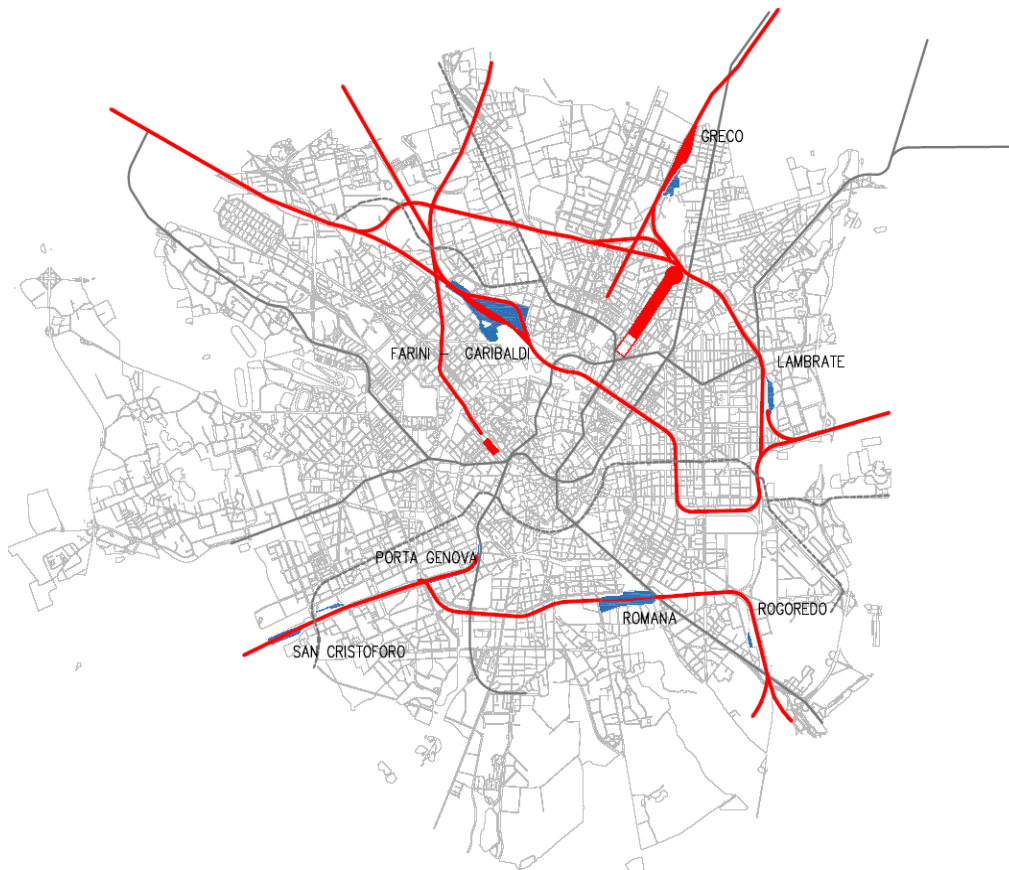 GRECO
FARINI - GARIBALDI
LAMBRATE
PORTA GENOVA
ROGOREDO
ROMANA
SAN CRISTOFORO